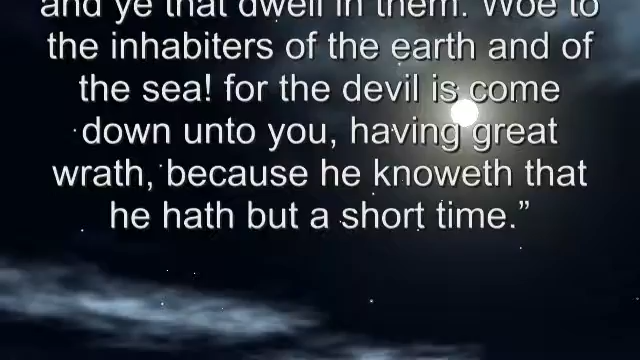 and ye that dwell in them. Woe to
the inhabiters of the earth and of
the sea! for the devil is come
down unto you, having great
wrath, because he knoweth that
he hath but a short time.”